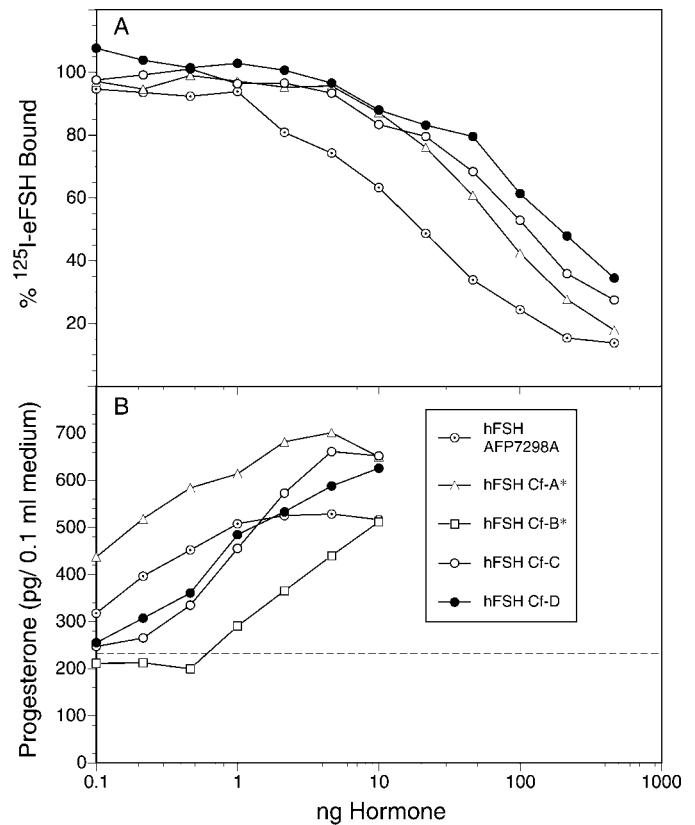 A
% 125I-eFSH Bound
100
80
60
40
20
B
Progesterone (pg/ 0.1 ml medium)
700
600
500
400
300
200
100
0
hFSH
AFP7298A
hFSH Cf-A*
hFSH Cf-B*
hFSH Cf-C
hFSH Cf-D
0.1 1 10 100 1000
ng Hormone